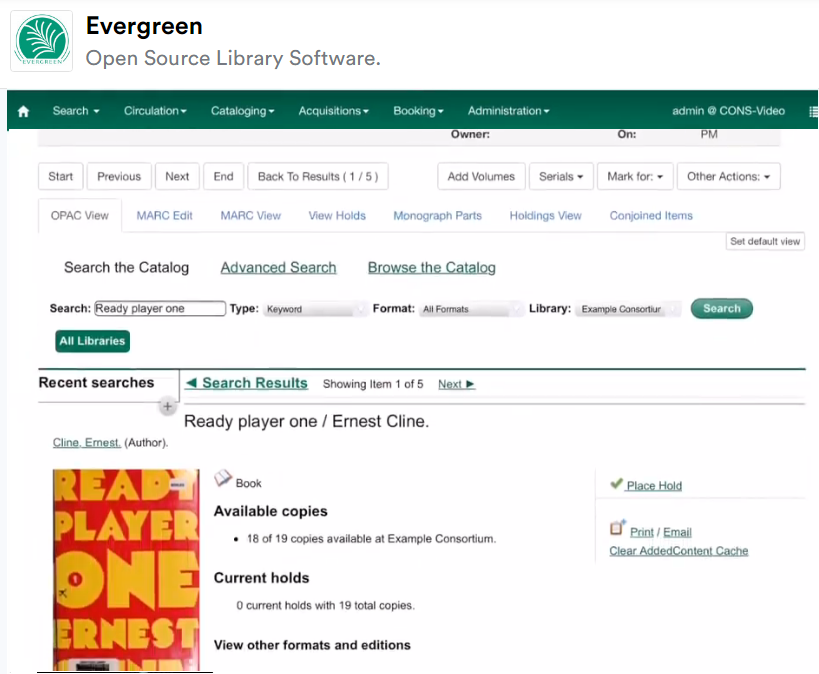 Evergreen
Open Source Library Software.
EVERGREEN
Search Circulation Cataloging Acquisitions Booking Administration admin @ CONS-Video
Owner: On: PM
Start Previous Next End Back To Results ( 1 / 5 ) Add Volumes Serials Mark for: Other Actions:
OPAC View MARC Edit MARC View View Holds Monograph Parts Holdings View Conjoined Items
Set default view
Search the Catalog Advanced Search Browse the Catalog
Search: Ready player one Type: Keyword Format: All Formats Library: Example Consortiur Search
All Libraries
Recent searches ◀ Search Results Showing Item 1 of 5 Next ▶
+
Ready player one / Ernest Cline.
Cline, Ernest. (Author).
READY
PLAYER
ONE
1
ERNEST
Book
Available copies
• 18 of 19 copies available at Example Consortium.
Current holds
0 current holds with 19 total copies.
View other formats and editions
Place Hold
Print / Email
Clear AddedContent Cache